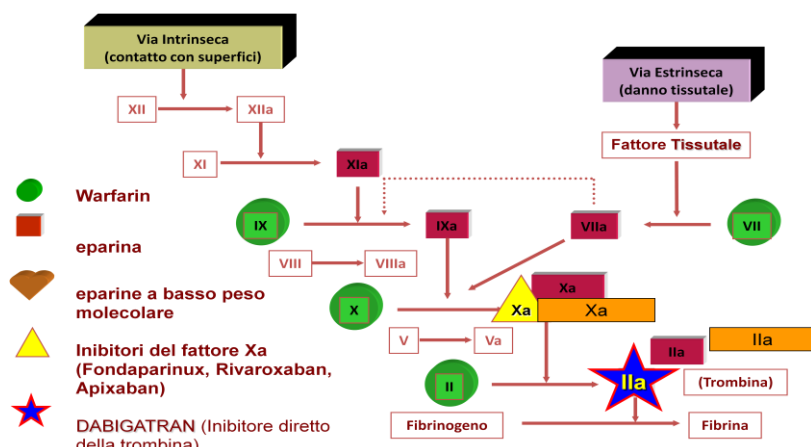 Via Intrinseca
(contatto con superfici)
Via Estrinseca
(danno tissutale)
XII
XIIa
Fattore Tissutale
XI
XIa
Warfarin
IX
IXa
VIIa
VII
eparina
VIII
VIIIa
eparine a basso peso
molecolare
X
Xa
Xa
Xa
V
Va
Inibitori del fattore Xa
(Fondaparinux, Rivaroxaban,
Apixaban)
IIa
IIa
II
IIa
(Trombina)
DABIGATRAN (Inibitore diretto
della trombina)
Fibrinogeno
Fibrina